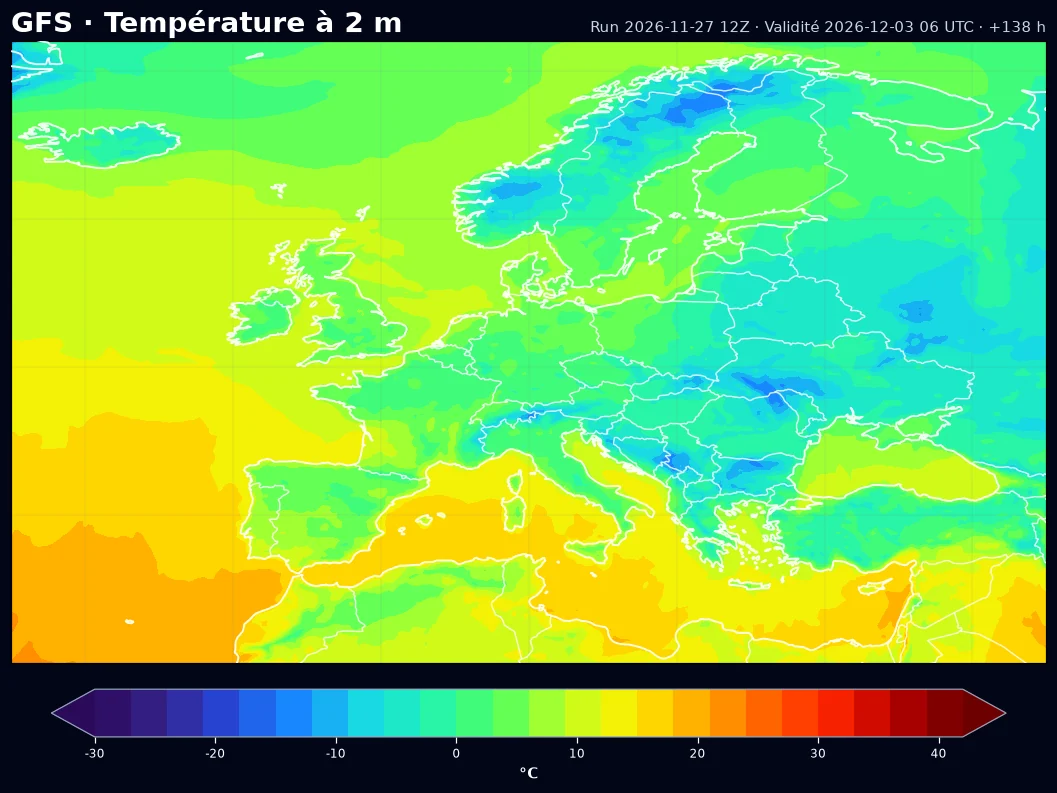 GFS · Température à 2 m
Run 2026-11-27 12Z · Validité 2026-12-03 06 UTC · +138 h
-30 -20 -10 0 10 20 30 40
°C